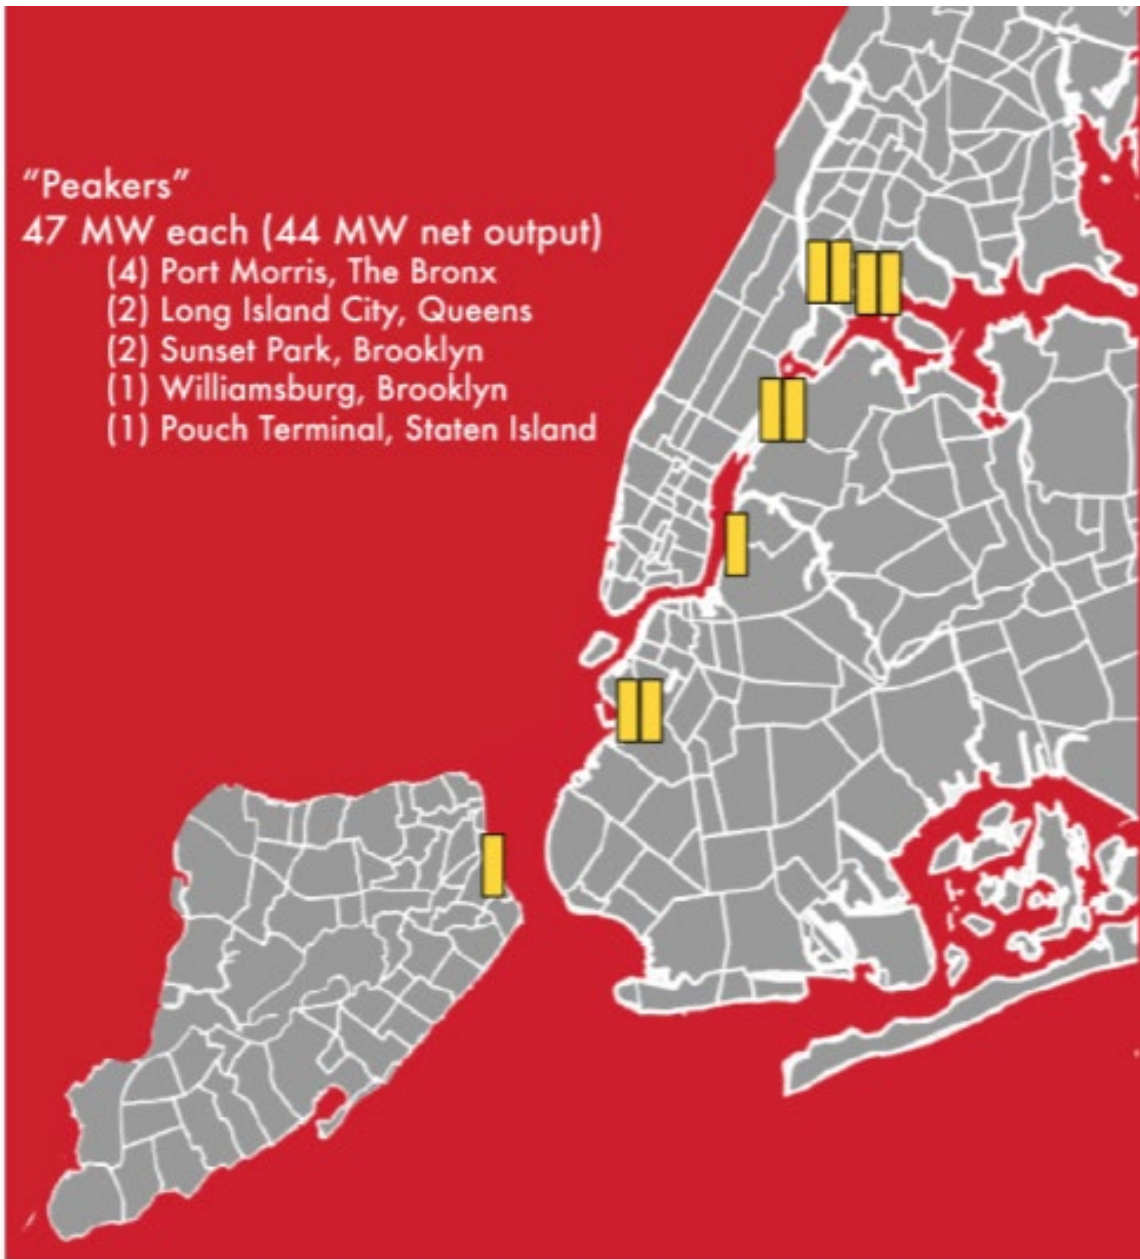 “Peakers”
47 MW each (44 MW net output)
(4) Port Morris, The Bronx
(2) Long Island City, Queens
(2) Sunset Park, Brooklyn
(1) Williamsburg, Brooklyn
(1) Pouch Terminal, Staten Island